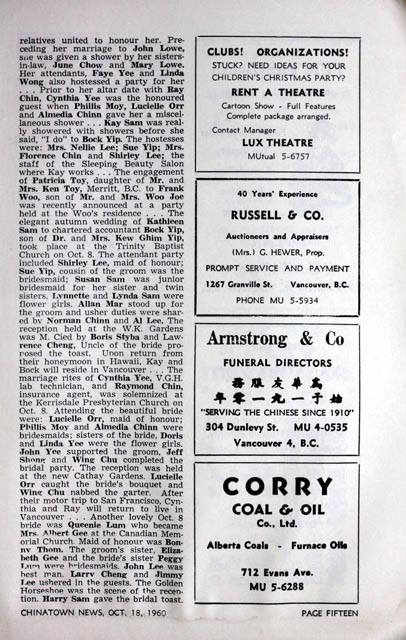 relatives united to honour her. Pre-
ceding her marriage to John Lowe,
she was given a shower by her sisters-
in-law, June Chow and Mary Lowe.
Her attendants, Faye Yee and Linda
Wong also hostessed a party for her
. . . Prior to her altar date with Ray
Chin, Cynthia Yee was the honoured
guest when Phillis Moy, Lucielle Orr
and Almedia Chinn gave her a miscel-
laneous shower . . . Kay Sam was real-
ly showered with showers before she
said, "I do" to Bock Yip. The hostesses
were: Mrs. Nellie Lee; Sue Yip; Mrs.
Florence Chin and Shirley Lee; the
staff of the Sleeping Beauty Salon
where Kay works . . . The engagement
of Patricia Toy, daughter of Mr. and
Mrs. Ken Toy, Merritt, B.C. to Frank
Woo, son of Mr. and Mrs. Woo Joe
was recently announced at a party
held at the Woo's residence . . . The
elegant autumn wedding of Kathleen
Sam to chartered accountant Bock Yip,
son of Dr. and Mrs. Kew Ghim Yip,
took place at the Trinity Baptist
Church on Oct. 8. The attendant party
included Shirley Lee, maid of honour;
Sue Yip, cousin of the groom was the
bridesmaid; Susan Sam was junior
bridesmaid for her sister and twin
sisters, Lynnette and Lynda Sam were
flower girls. Allan Mar stood up for
the groom and usher duties were shar-
ed by Norman Chinn and Al Lee. The
reception held at the W.K. Gardens
was M. Cied by Boris Styba and Law-
rence Cheng, Uncle of the bride pro-
posed the toast. Upon return from
their honeymoon in Hawaii, Kay and
Bock will reside in Vancouver . . . The
marriage rites of Cynthia Yee, V.G.H.
lab technician, and Raymond Chin,
insurance agent, was solemnized at
the Kerrisdale Presbyterian Church on
Oct. 8. Attending the beautiful bride
were: Lucielle Orr, maid of honour;
Phillis Moy and Almedia Chinn were
bridesmaids; sisters of the bride, Doris
and Linda Yee were the flower girls.
John Yee supported the groom, Jeff
Shong and Wing Chu completed the
bridal party. The reception was held
at the new Cathay Gardens. Lucielle
Orr caught the bride's bouquet and
Wing Chu nabbed the garter. After
their motor trip to San Francisco, Cyn-
thia and Ray will return to live in
Vancouver . . . Another lovely Oct. 8
bride was Queenie Lum who became
Mrs. Albert Gee at the Canadian Mem-
orial Church. Maid of honour was Bon-
ny Thom. The groom's sister, Eliza-
beth Gee and the bride's sister Peggy
Lum were bridesmaids. John Lee was
best man. Larry Cheng and Jimmy
Lee ushered in the guests. The Golden
Horseshoe was the scene of the recep-
tion. Harry Sam gave the bridal toast.
CHINATOWN NEWS, OCT. 18, 1960
CLUBS! ORGANIZATIONS!
STUCK? NEED IDEAS FOR YOUR
CHILDREN'S CHRISTMAS PARTY?
RENT A THEATRE
Cartoon Show - Full Features
Complete package arranged.
Contact Manager
LUX THEATRE
MUtual 5-6757
40 Years' Experience
RUSSELL & CO.
Auctioneers and Appraisers
(Mrs.) G. HEWER, Prop.
PROMPT SERVICE AND PAYMENT
1267 Granville St. Vancouver, B.C.
PHONE MU 5-5934
Armstrong & Co
FUNERAL DIRECTORS
務服友華為
年零一九一于始
"SERVING THE CHINESE SINCE 1910"
304 Dunlevy St. MU 4-0535
Vancouver 4, B.C.
CORRY
COAL & OIL
Co., Ltd.
Alberta Coals - Furnace Oils
712 Evans Ave.
MU 5-6288
PAGE FIFTEEN